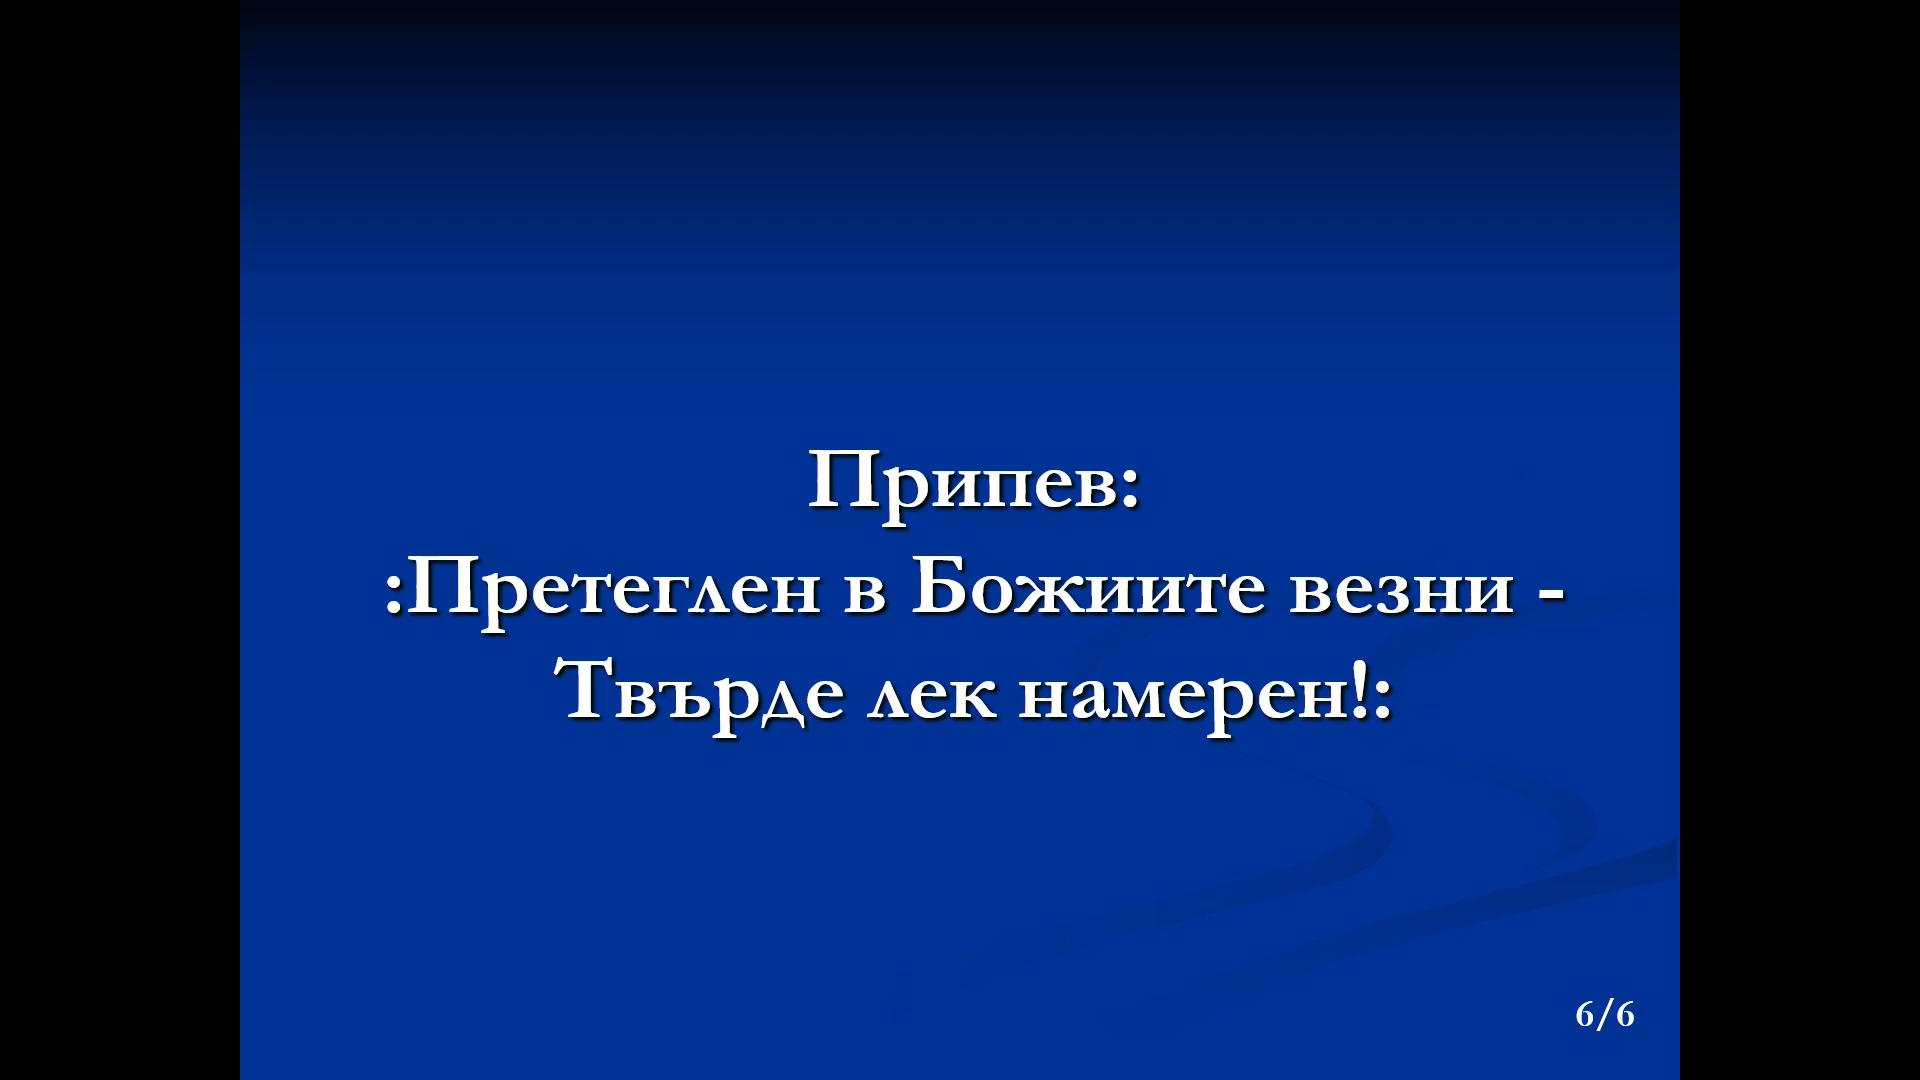 Припев:
:Претеглен в Божиите везни -
Твърде лек намерен!:
6/6